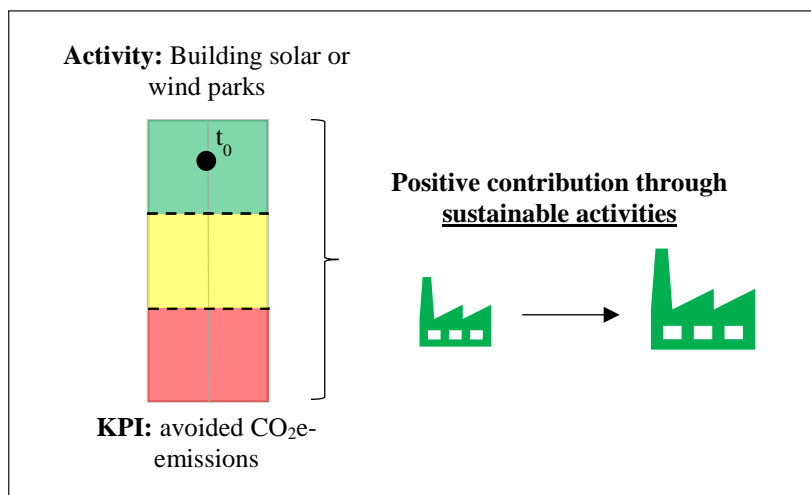 Activity: Building solar or
wind parks
t₀
Positive contribution through
sustainable activities
KPI: avoided CO₂e-
emissions